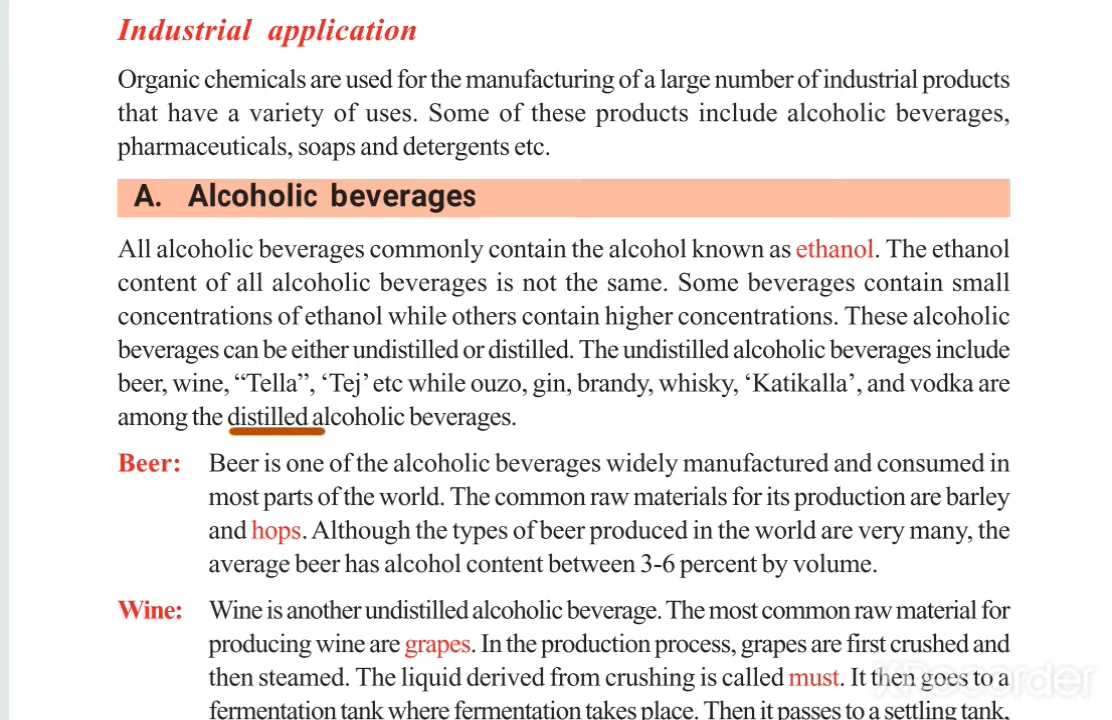 Industrial application
Organic chemicals are used for the manufacturing of a large number of industrial products
that have a variety of uses. Some of these products include alcoholic beverages,
pharmaceuticals, soaps and detergents etc.
A. Alcoholic beverages
All alcoholic beverages commonly contain the alcohol known as ethanol. The ethanol
content of all alcoholic beverages is not the same. Some beverages contain small
concentrations of ethanol while others contain higher concentrations. These alcoholic
beverages can be either undistilled or distilled. The undistilled alcoholic beverages include
beer, wine, “Tella”, ‘Tej’ etc while ouzo, gin, brandy, whisky, ‘Katikalla’, and vodka are
among the distilled alcoholic beverages.
Beer: Beer is one of the alcoholic beverages widely manufactured and consumed in
most parts of the world. The common raw materials for its production are barley
and hops. Although the types of beer produced in the world are very many, the
average beer has alcohol content between 3-6 percent by volume.
Wine: Wine is another undistilled alcoholic beverage. The most common raw material for
producing wine are grapes. In the production process, grapes are first crushed and
then steamed. The liquid derived from crushing is called must. It then goes to a
fermentation tank where fermentation takes place. Then it passes to a settling tank,
XRecorder